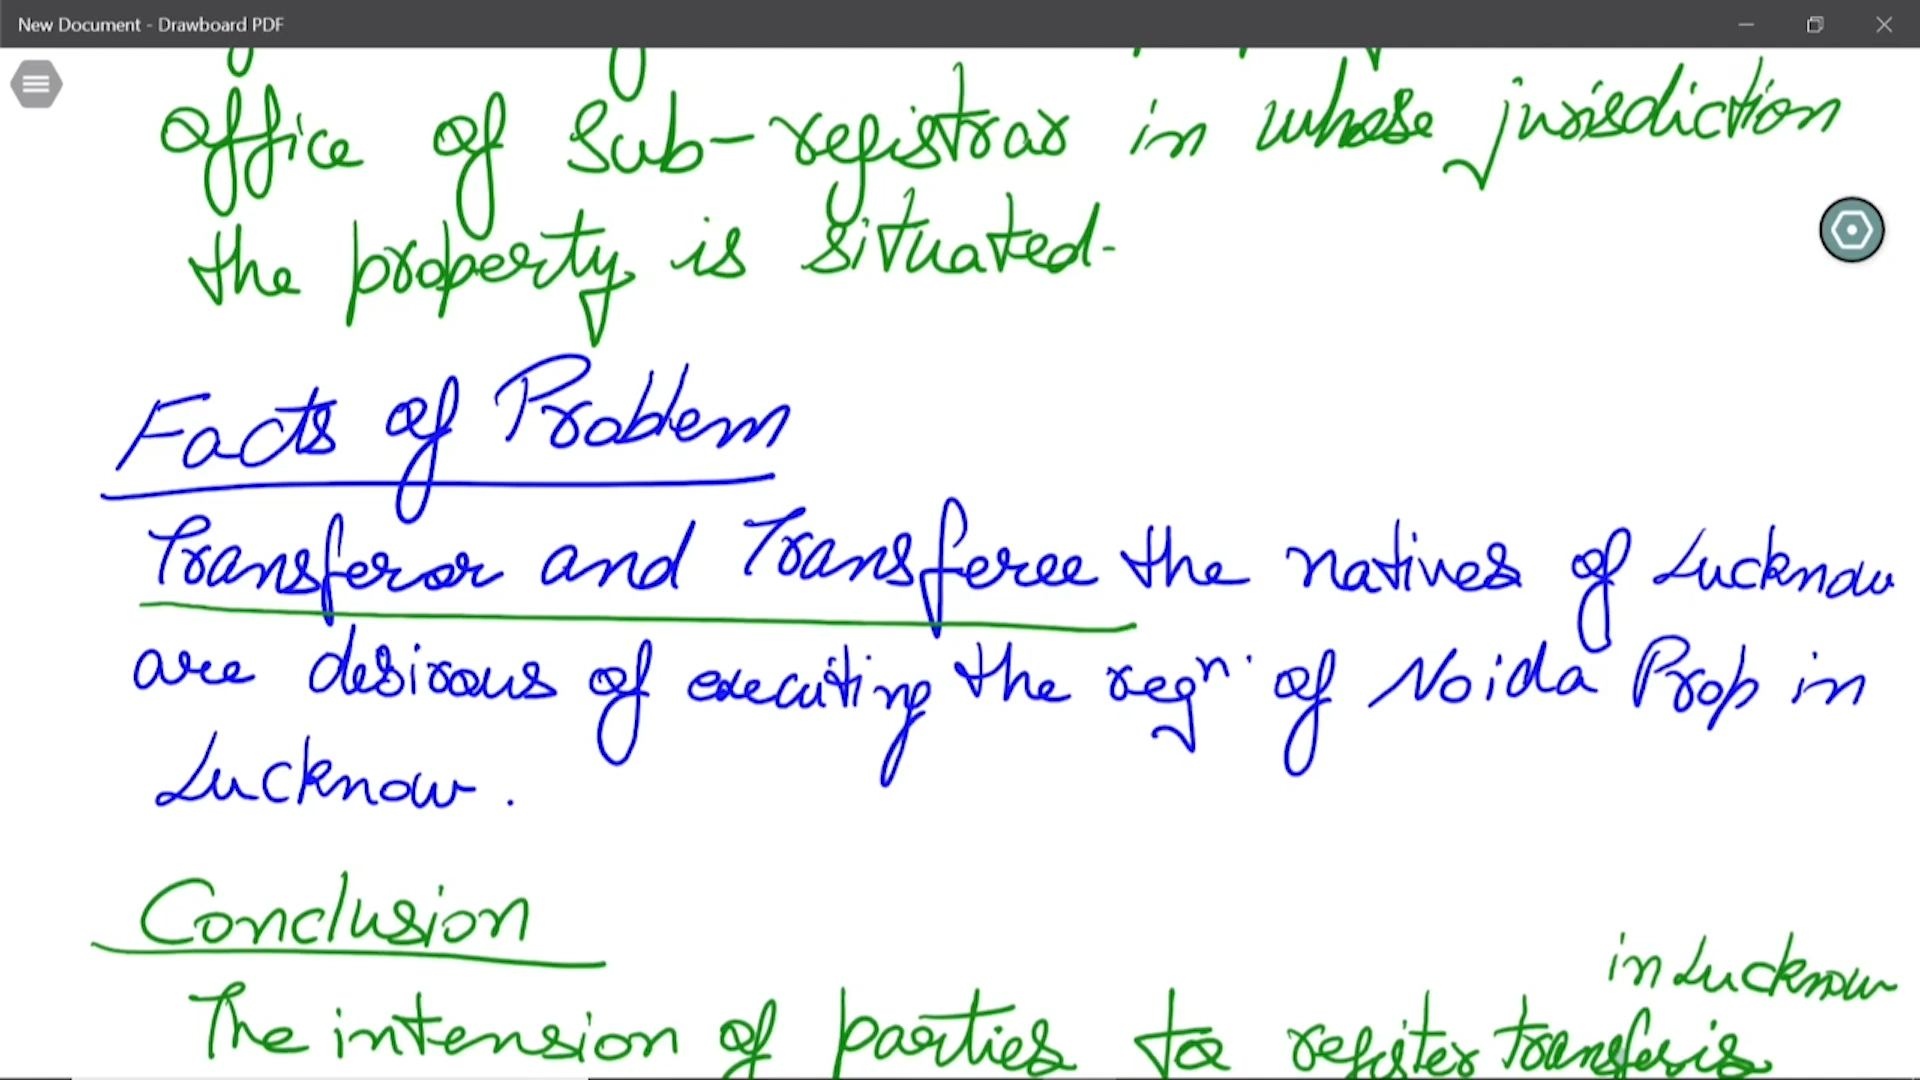 New Document - Drawboard PDF
office of Sub-registrar in whose jurisdiction
the property is situated.
Facts of Problem
Transferor and Transferee the natives of Lucknow
are desirous of executing the regn. of Noida Prop in
Lucknow.
Conclusion
in Lucknow
The intension of parties to register transfer is